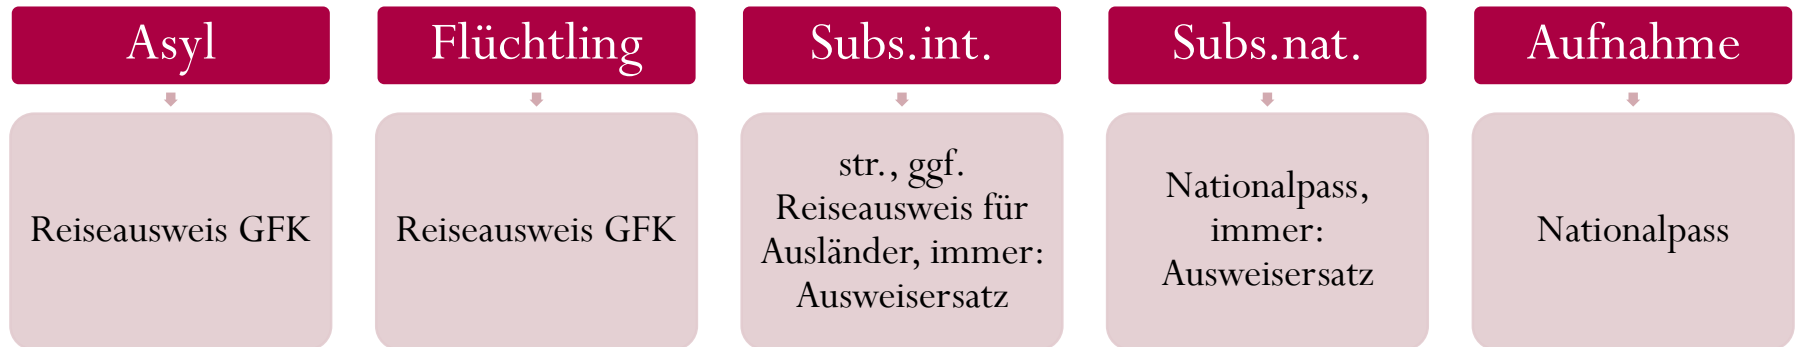 Asyl
Reiseausweis GFK
Flüchtling
Reiseausweis GFK
Subs.int.
str., ggf.
Reiseausweis für
Ausländer, immer:
Ausweisersatz
Subs.nat.
Nationalpass,
immer:
Ausweisersatz
Aufnahme
Nationalpass